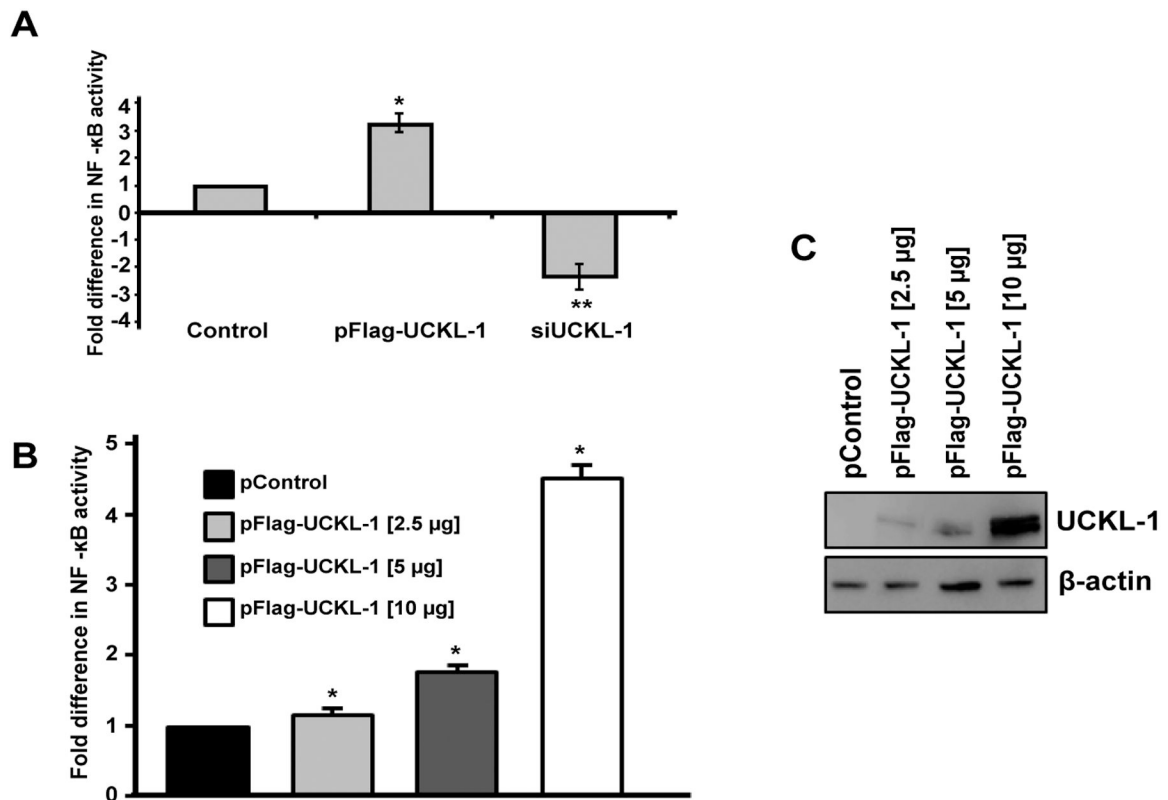 A
Fold difference in NF -κB activity
4
3
2
1
0
-1
-2
-3
-4
*
**
Control
pFlag-UCKL-1
siUCKL-1
B
Fold difference in NF -κB activity
5
4
3
2
1
0
pControl
pFlag-UCKL-1 [2.5 µg]
pFlag-UCKL-1 [5 µg]
pFlag-UCKL-1 [10 µg]
*
*
*
C
pControl
pFlag-UCKL-1 [2.5 µg]
pFlag-UCKL-1 [5 µg]
pFlag-UCKL-1 [10 µg]
UCKL-1
β-actin